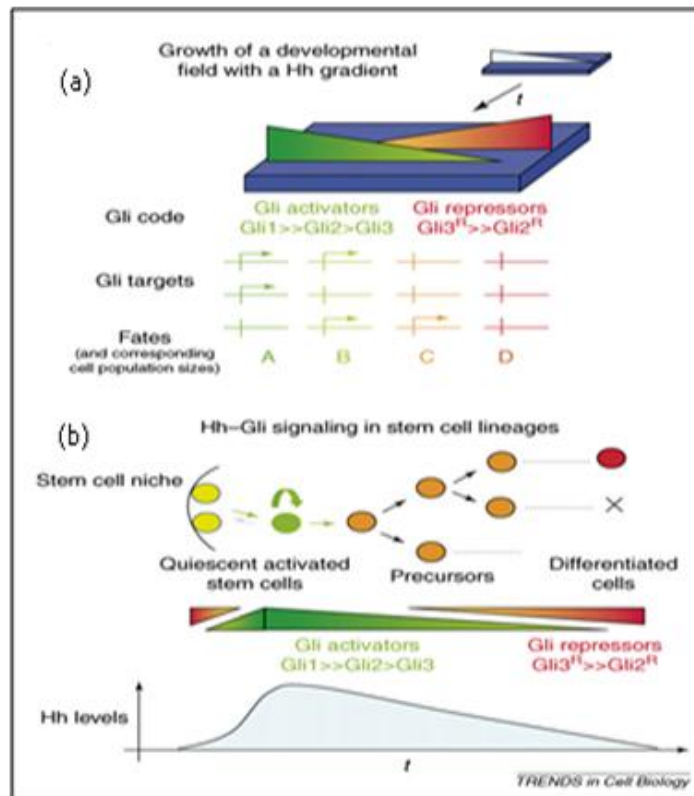 Growth of a developmental
field with a Hh gradient
(a)
t
Gli code
Gli activators
Gli1>>Gli2>Gli3
Gli repressors
Gli3R>>Gli2R
Gli targets
Fates
(and corresponding
cell population sizes)
A B C D
(b)
Hh–Gli signaling in stem cell lineages
Stem cell niche
Quiescent activated
stem cells
Precursors
Differentiated
cells
Gli activators
Gli1>>Gli2>Gli3
Gli repressors
Gli3R>>Gli2R
Hh levels
t
TRENDS in Cell Biology